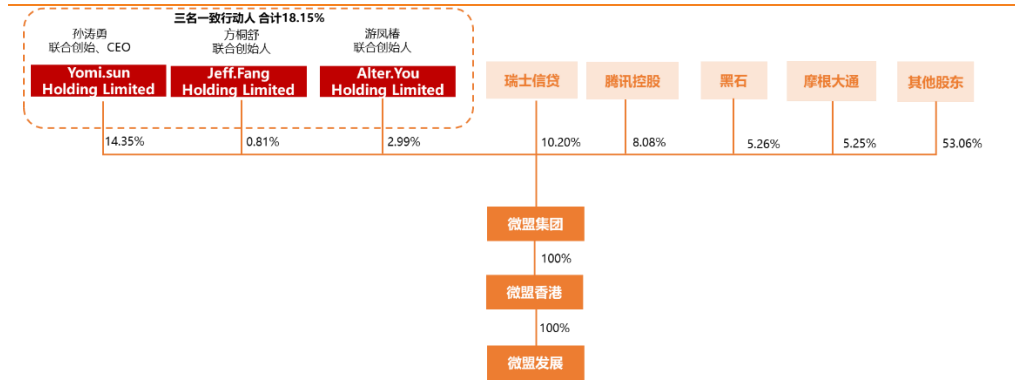 三名一致行动人 合计18.15%
孙涛勇
联合创始、CEO
方桐舒
联合创始人
游凤椿
联合创始人
Yomi.sun
Holding Limited
Jeff.Fang
Holding Limited
Alter.You
Holding Limited
瑞士信贷
腾讯控股
黑石
摩根大通
其他股东
14.35%
0.81%
2.99%
10.20%
8.08%
5.26%
5.25%
53.06%
微盟集团
100%
微盟香港
100%
微盟发展